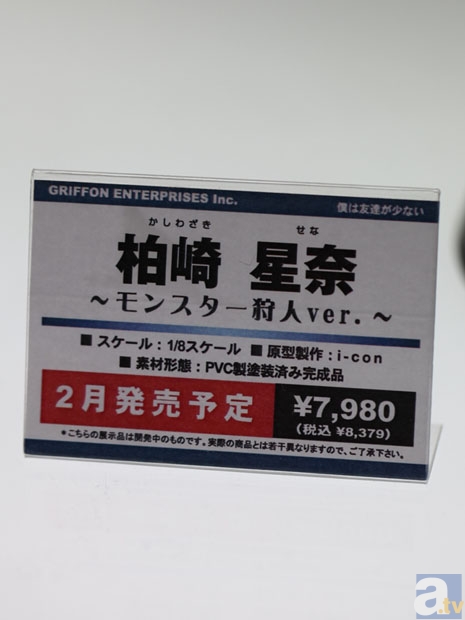 GRIFFON ENTERPRISES Inc.
僕は友達が少ない
かしわざき せな
柏崎 星奈
～モンスター狩人ver.～
■ スケール：1/8スケール ■ 原型製作：i-con
■ 素材形態：PVC製塗装済み完成品
2月発売予定
¥7,980
(税込 ¥8,379)
*こちらの展示品は開発中のものです。実際の商品とは若干異なりますので、ご了承下さい。
a.tv